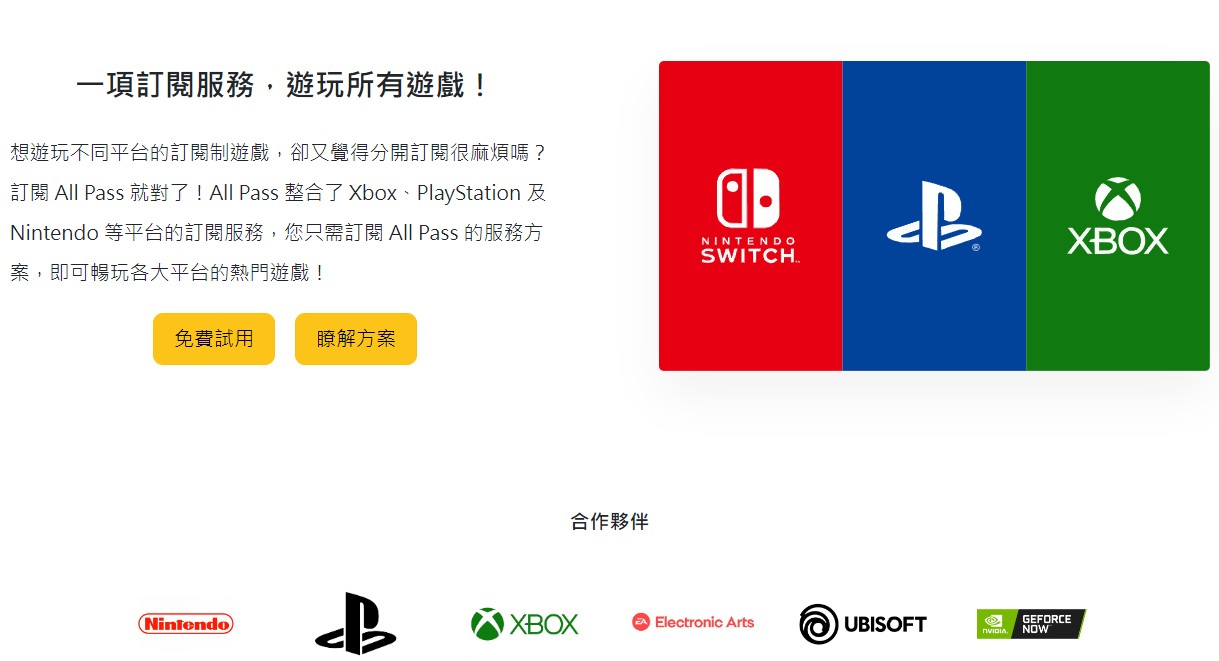 一項訂閱服務，遊玩所有遊戲！
想遊玩不同平台的訂閱制遊戲，卻又覺得分開訂閱很麻煩嗎？
訂閱 All Pass 就對了！All Pass 整合了 Xbox、PlayStation 及
Nintendo 等平台的訂閱服務，您只需訂閱 All Pass 的服務方
案，即可暢玩各大平台的熱門遊戲！
免費試用 瞭解方案
NINTENDO
SWITCH™
®
XBOX
合作夥伴
Nintendo
XBOX
EA Electronic Arts
UBISOFT
NVIDIA. GEFORCE
NOW